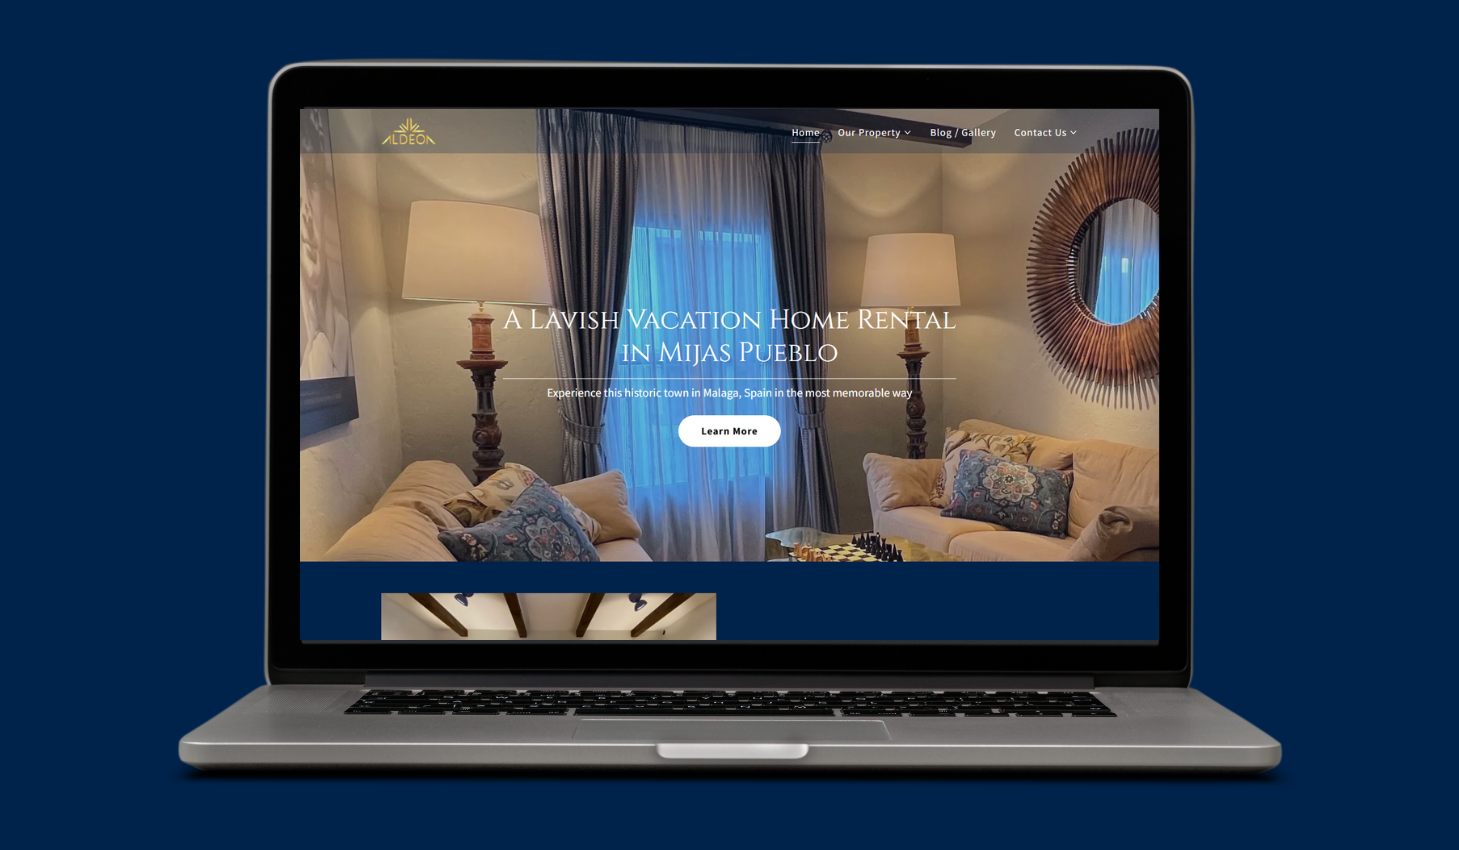 ALDEOA
Home
Our Property
Blog / Gallery
Contact Us
A Lavish Vacation Home Rental
in Mijas Pueblo
Experience this historic town in Malaga, Spain in the most memorable way
Learn More